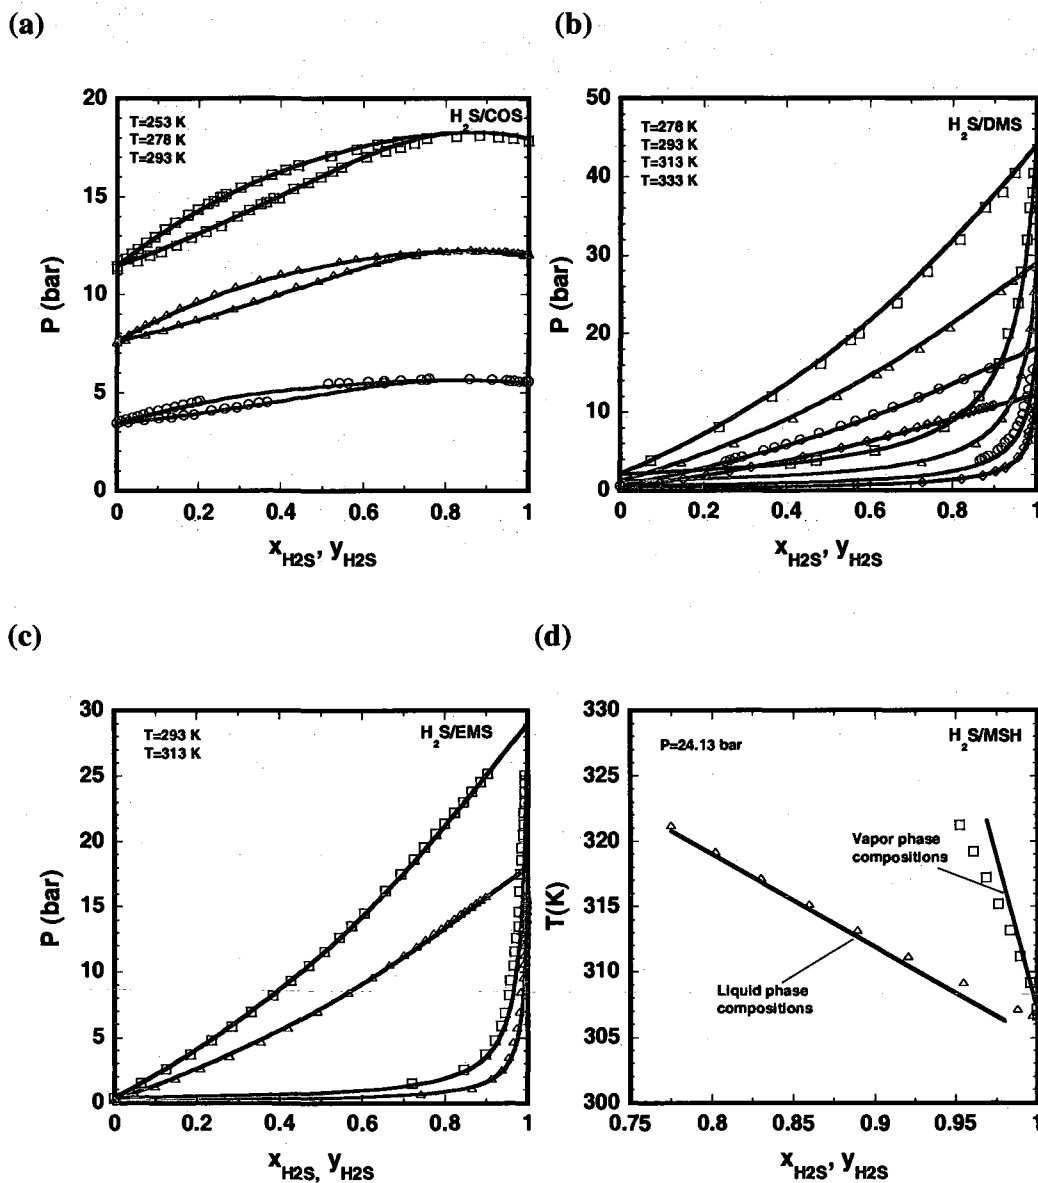 (a)
(b)
20
15
10
5
0
T=253 K
T=278 K
T=293 K
H2S/COS
P (bar)
0
0.2
0.4
0.6
0.8
1
xH2S, yH2S
50
40
30
20
10
0
T=278 K
T=293 K
T=313 K
T=333 K
H2S/DMS
P (bar)
0
0.2
0.4
0.6
0.8
1
xH2S, yH2S
(c)
(d)
30
25
20
15
10
5
0
T=293 K
T=313 K
H2S/EMS
P (bar)
0
0.2
0.4
0.6
0.8
1
xH2S, yH2S
330
325
320
315
310
305
300
P=24.13 bar
H2S/MSH
Vapor phase
compositions
Liquid phase
compositions
T(K)
0.75
0.8
0.85
0.9
0.95
1
xH2S, yH2S